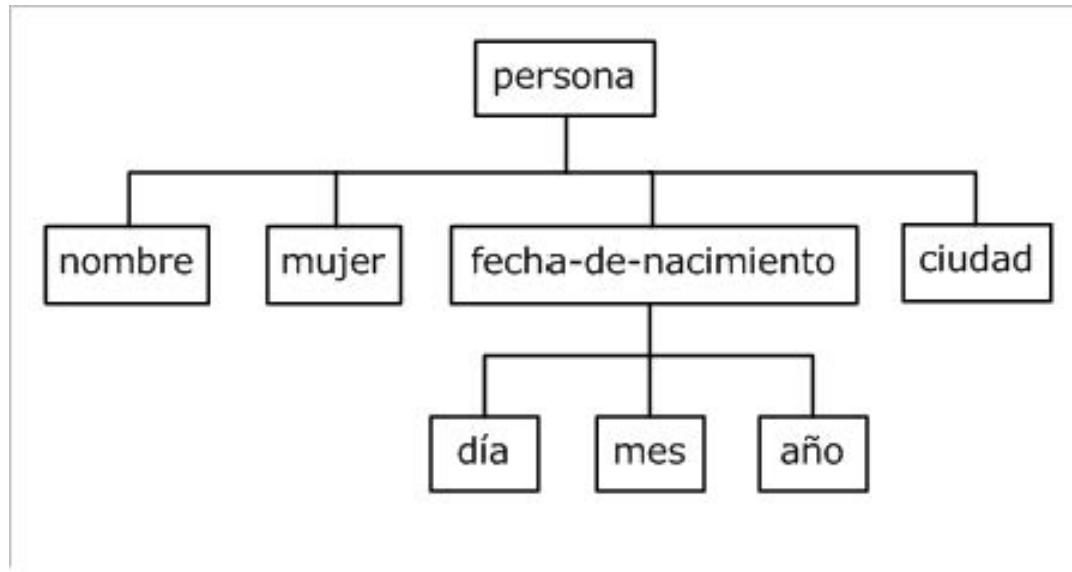 persona
nombre mujer fecha-de-nacimiento ciudad
día mes año